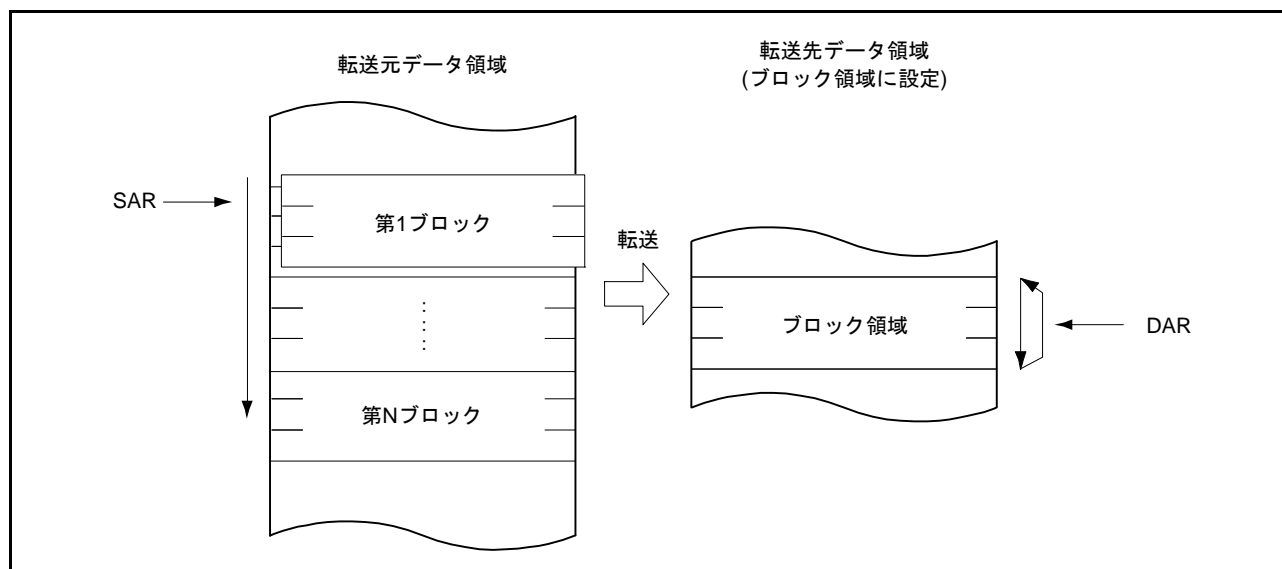 転送元データ領域
転送先データ領域
(ブロック領域に設定)
SAR
第1ブロック
転送
ブロック領域
DAR
第Nブロック